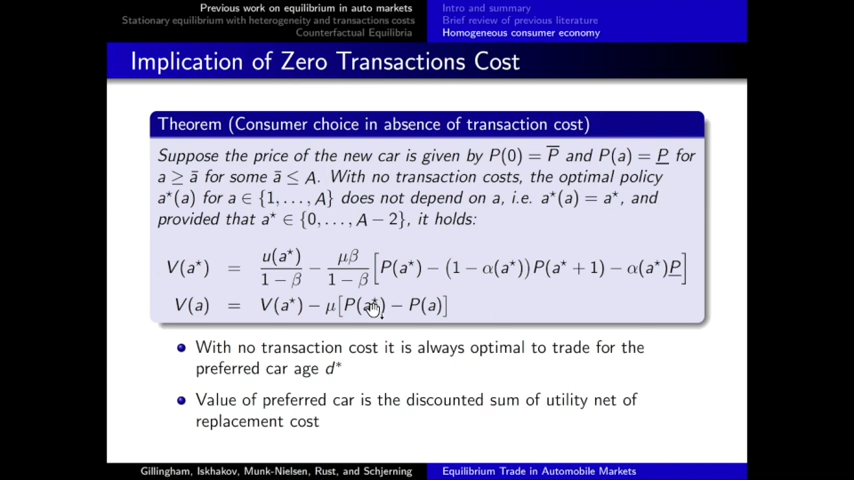 Previous work on equilibrium in auto markets
Stationary equilibrium with heterogeneity and transactions costs
Counterfactual Equilibria
Intro and summary
Brief review of previous literature
Homogeneous consumer economy
Implication of Zero Transactions Cost
Theorem (Consumer choice in absence of transaction cost)
Suppose the price of the new car is given by P(0) = P̅ and P(a) = P̲ for
a ≥ ā for some ā ≤ A. With no transaction costs, the optimal policy
a⋆(a) for a ∈ {1, . . . , A} does not depend on a, i.e. a⋆(a) = a⋆, and
provided that a⋆ ∈ {0, . . . , A − 2}, it holds:
V(a⋆) = u(a⋆)/(1 − β) − μβ/(1 − β) [P(a⋆) − (1 − α(a⋆))P(a⋆ + 1) − α(a⋆)P̲]
V(a) = V(a⋆) − μ[P(a⋆) − P(a)]
With no transaction cost it is always optimal to trade for the
preferred car age d*
Value of preferred car is the discounted sum of utility net of
replacement cost
Gillingham, Iskhakov, Munk-Nielsen, Rust, and Schjerning
Equilibrium Trade in Automobile Markets